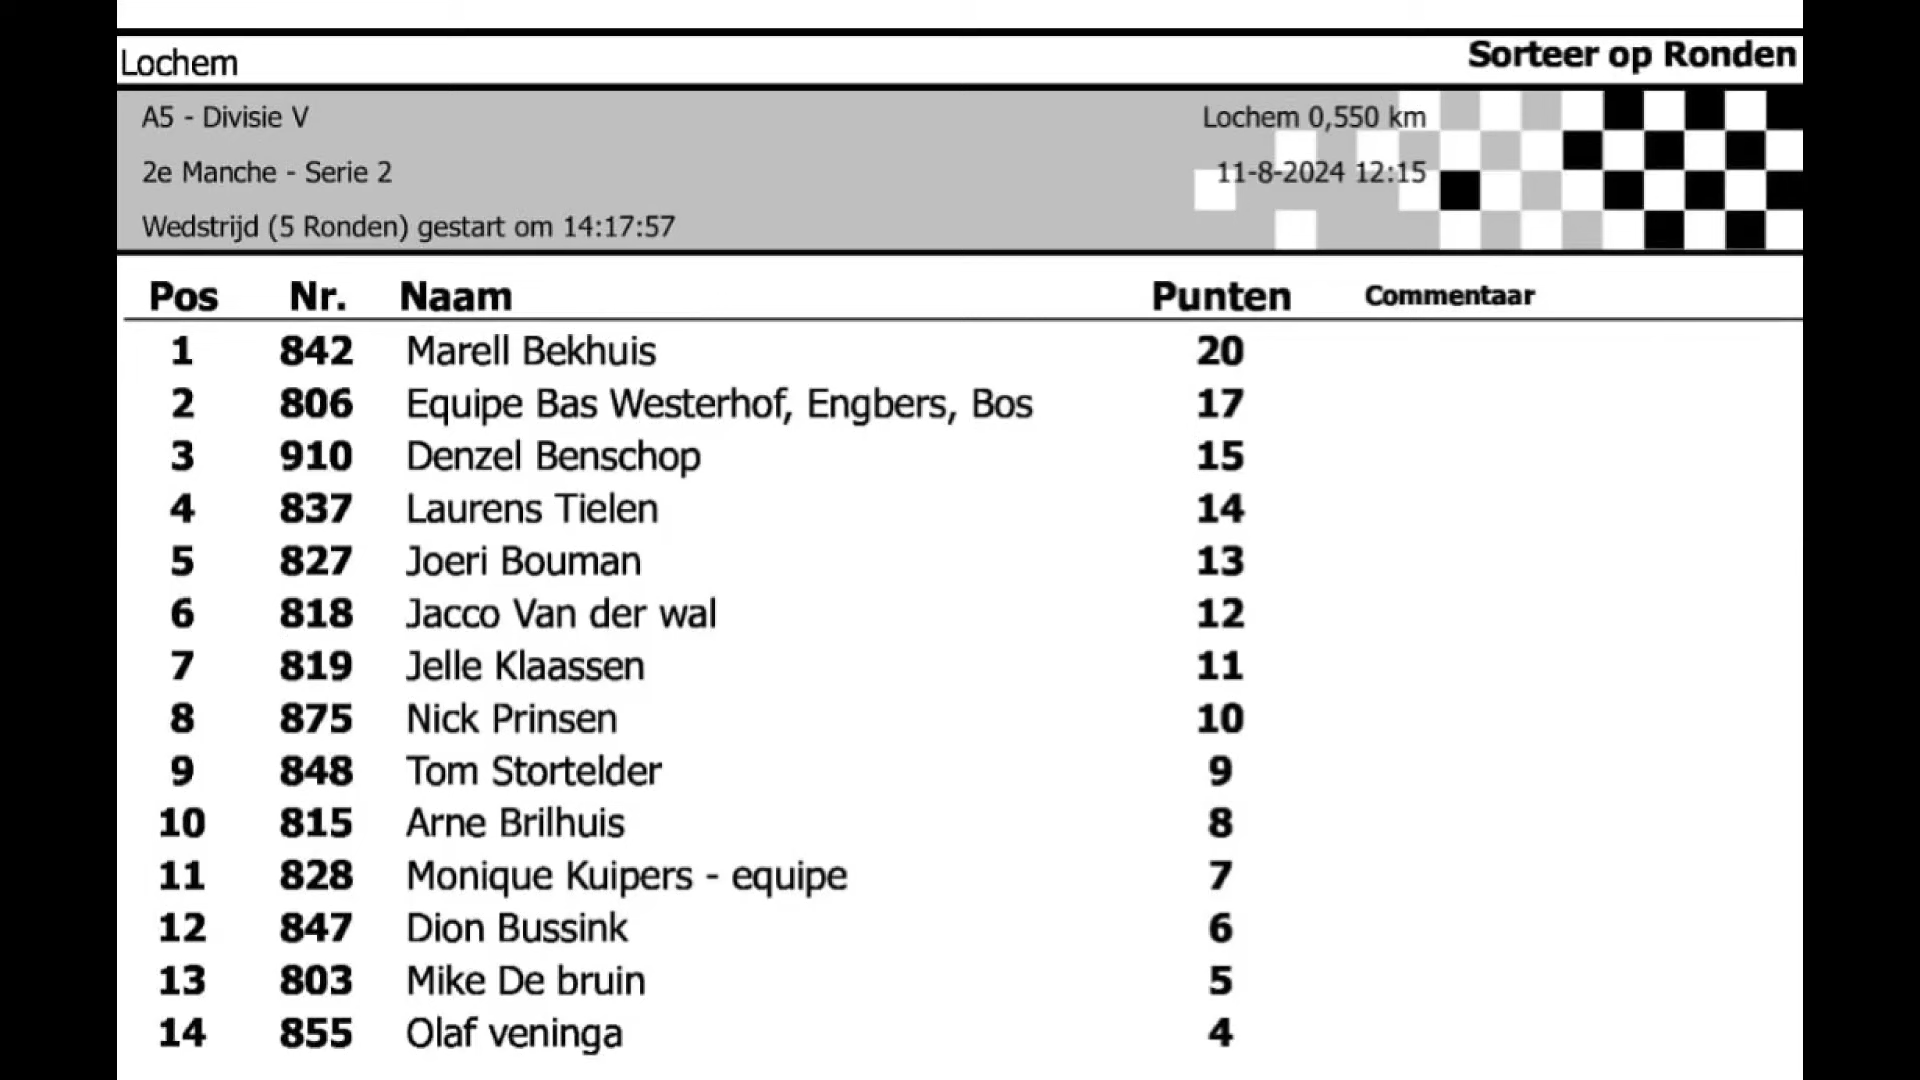 Lochem Sorteer op Ronden
A5 - Divisie V Lochem 0,550 km
2e Manche - Serie 2 11-8-2024 12:15
Wedstrijd (5 Ronden) gestart om 14:17:57
Pos Nr. Naam Punten Commentaar
1 842 Marell Bekhuis 20
2 806 Equipe Bas Westerhof, Engbers, Bos 17
3 910 Denzel Benschop 15
4 837 Laurens Tielen 14
5 827 Joeri Bouman 13
6 818 Jacco Van der wal 12
7 819 Jelle Klaassen 11
8 875 Nick Prinsen 10
9 848 Tom Stortelder 9
10 815 Arne Brilhuis 8
11 828 Monique Kuipers - equipe 7
12 847 Dion Bussink 6
13 803 Mike De bruin 5
14 855 Olaf veninga 4